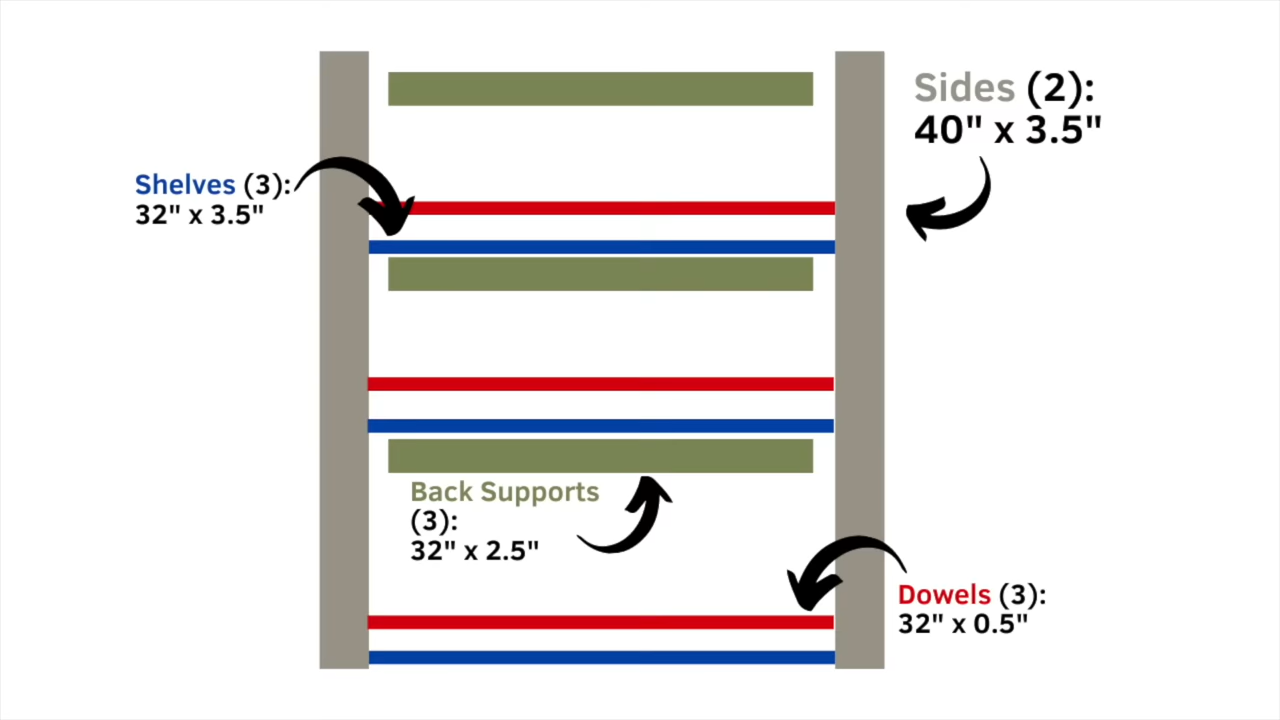 Sides (2):
40" x 3.5"
Shelves (3):
32" x 3.5"
Back Supports
(3):
32" x 2.5"
Dowels (3):
32" x 0.5"